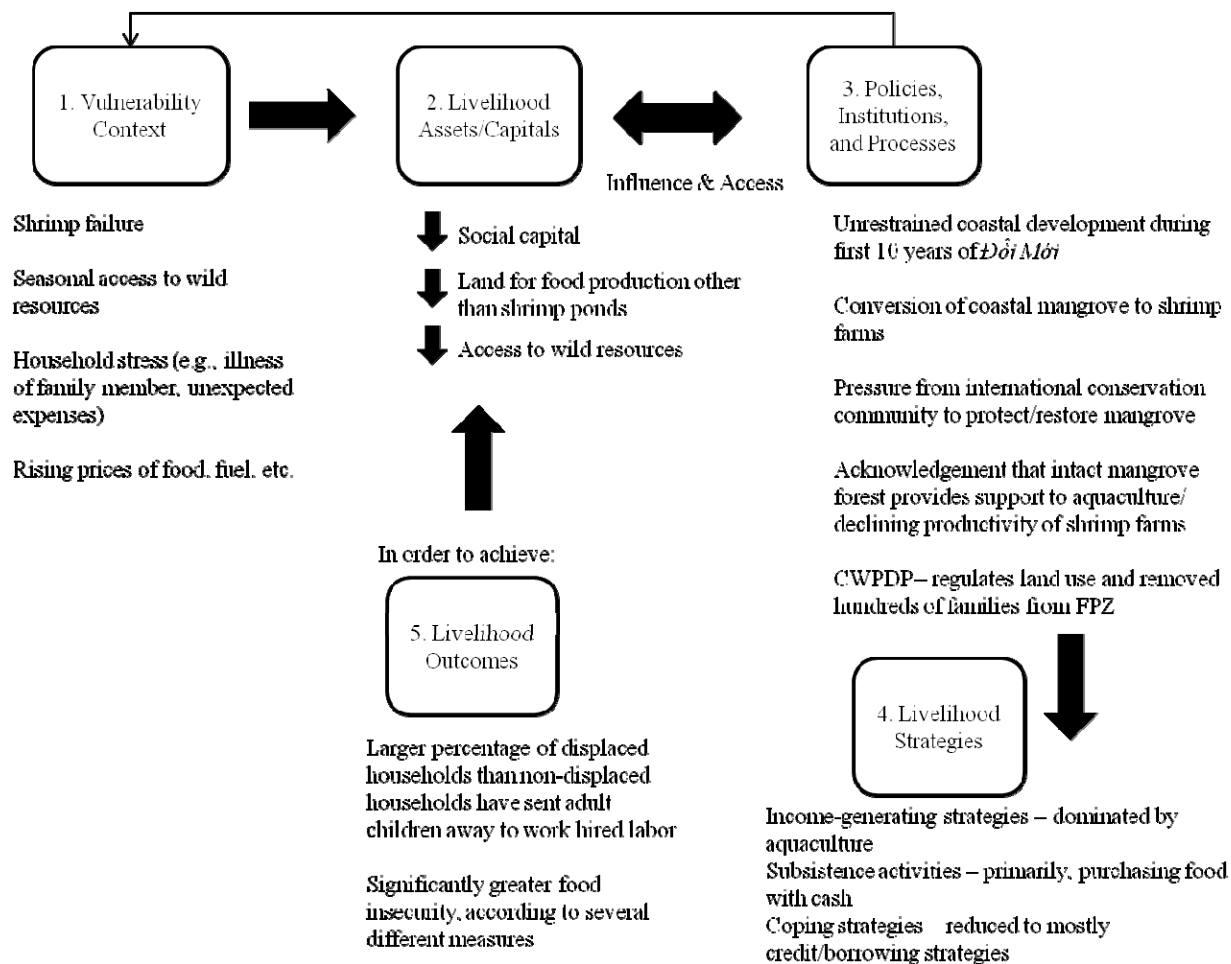 1. Vulnerability
Context
2. Livelihood
Assets/Capitals
3. Policies,
Institutions,
and Processes
Influence & Access
Shrimp failure
Seasonal access to wild
resources
Household stress (e.g., illness
of family member, unexpected
expenses)
Rising prices of food, fuel, etc.
Social capital
Land for food production other
than shrimp ponds
Access to wild resources
Unrestrained coastal development during
first 10 years of Đổi Mới
Conversion of coastal mangrove to shrimp
farms
Pressure from international conservation
community to protect/restore mangrove
Acknowledgement that intact mangrove
forest provides support to aquaculture/
declining productivity of shrimp farms
CWPDP– regulates land use and removed
hundreds of families from FPZ
4. Livelihood
Strategies
Income-generating strategies – dominated by
aquaculture
Subsistence activities – primarily, purchasing food
with cash
Coping strategies reduced to mostly
credit/borrowing strategies
In order to achieve:
5. Livelihood
Outcomes
Larger percentage of displaced
households than non-displaced
households have sent adult
children away to work hired labor
Significantly greater food
insecurity, according to several
different measures